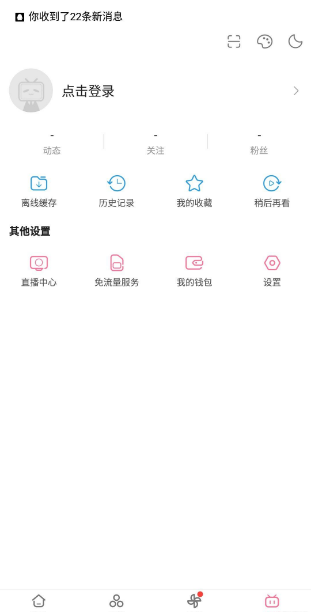 你收到了22条新消息
点击登录
- - -
动态 关注 粉丝
离线缓存 历史记录 我的收藏 稍后再看
其他设置
直播中心 免流量服务 我的钱包 设置